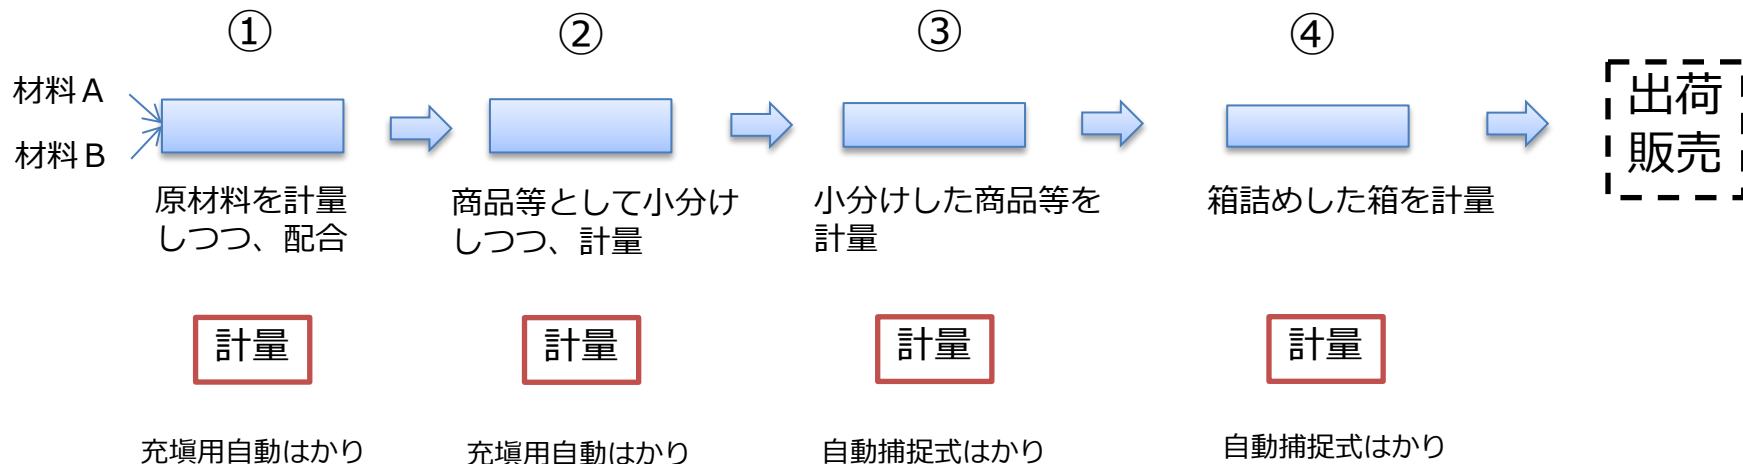 ①
②
③
④
材料A
材料B
出荷
販売
原材料を計量
しつつ、配合
商品等として小分け
しつつ、計量
小分けした商品等を
計量
箱詰めした箱を計量
計量
計量
計量
計量
充塡用自動はかり
充塡用自動はかり
自動捕捉式はかり
自動捕捉式はかり